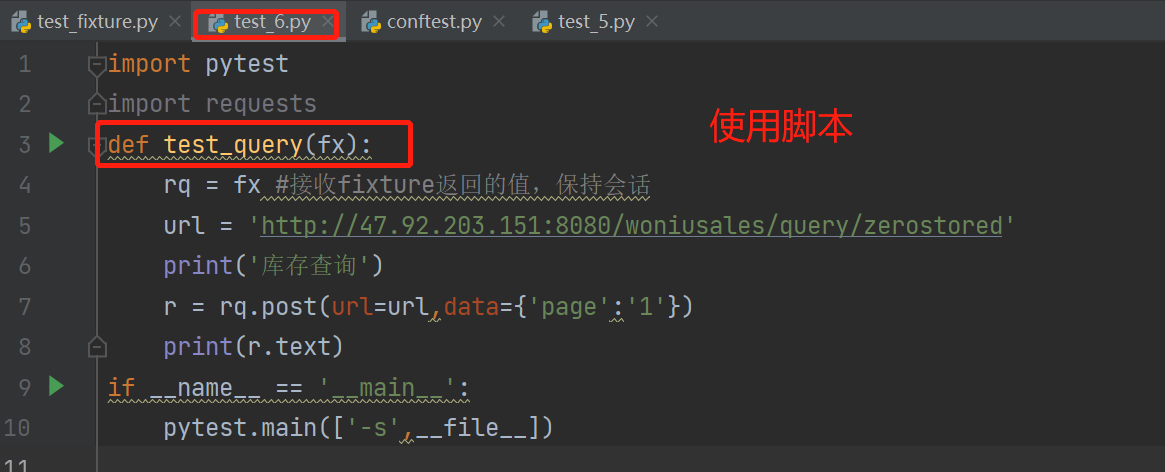 test_fixture.py test_6.py conftest.py test_5.py
1 import pytest
2 import requests
3 def test_query(fx):
使用脚本
4 rq = fx #接收fixture返回的值，保持会话
5 url = 'http://47.92.203.151:8080/woniusales/query/zerostored'
6 print('库存查询')
7 r = rq.post(url=url,data={'page':'1'})
8 print(r.text)
9 if __name__ == '__main__':
10 pytest.main(['-s',__file__])
11